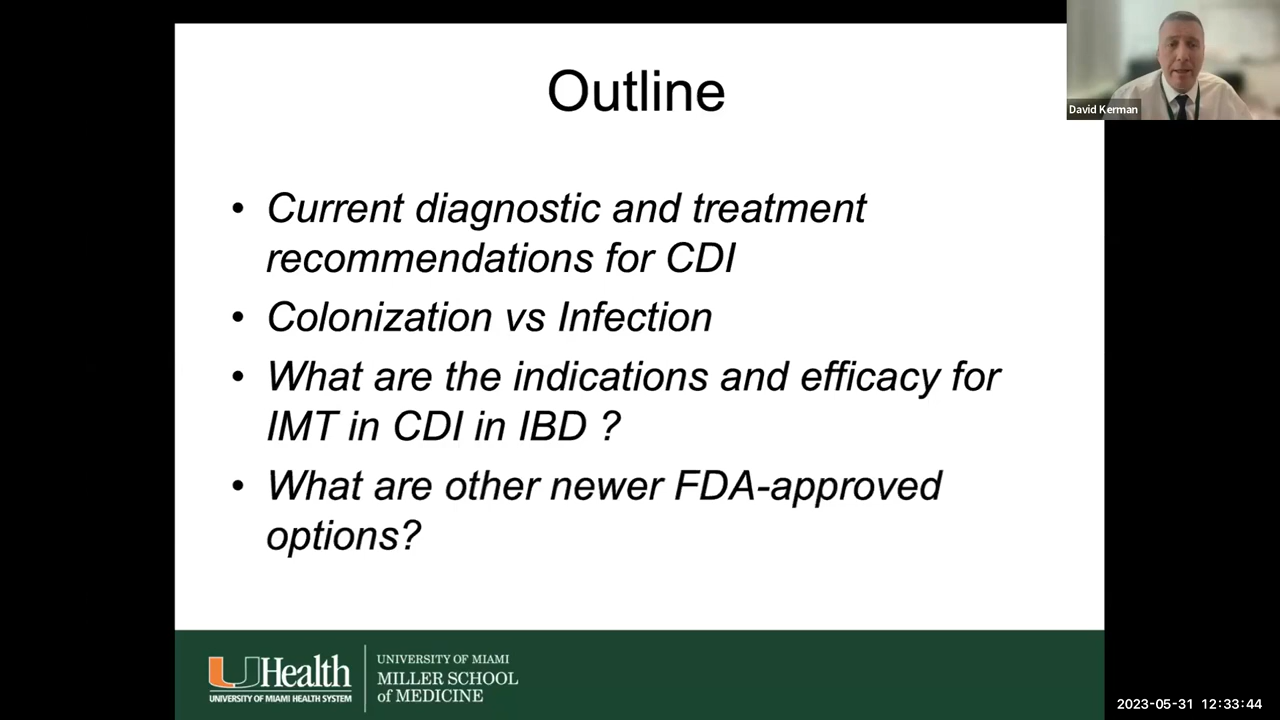 Outline
David Kerman
• Current diagnostic and treatment
recommendations for CDI
• Colonization vs Infection
• What are the indications and efficacy for
IMT in CDI in IBD ?
• What are other newer FDA-approved
options?
UHealth
UNIVERSITY OF MIAMI HEALTH SYSTEM
UNIVERSITY OF MIAMI
MILLER SCHOOL
of MEDICINE
2023-05-31 12:33:44